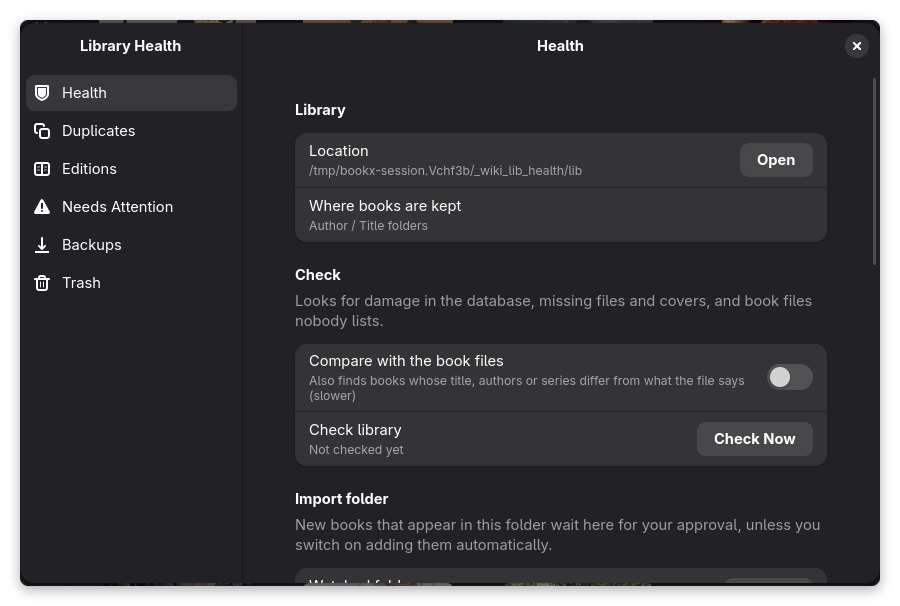 Library Health
Health
Health
Duplicates
Editions
Needs Attention
Backups
Trash
Library
Location
/tmp/bookx-session.Vchf3b/_wiki_lib_health/lib
Open
Where books are kept
Author / Title folders
Check
Looks for damage in the database, missing files and covers, and book files
nobody lists.
Compare with the book files
Also finds books whose title, authors or series differ from what the file says
(slower)
Check library
Not checked yet
Check Now
Import folder
New books that appear in this folder wait here for your approval, unless you
switch on adding them automatically.